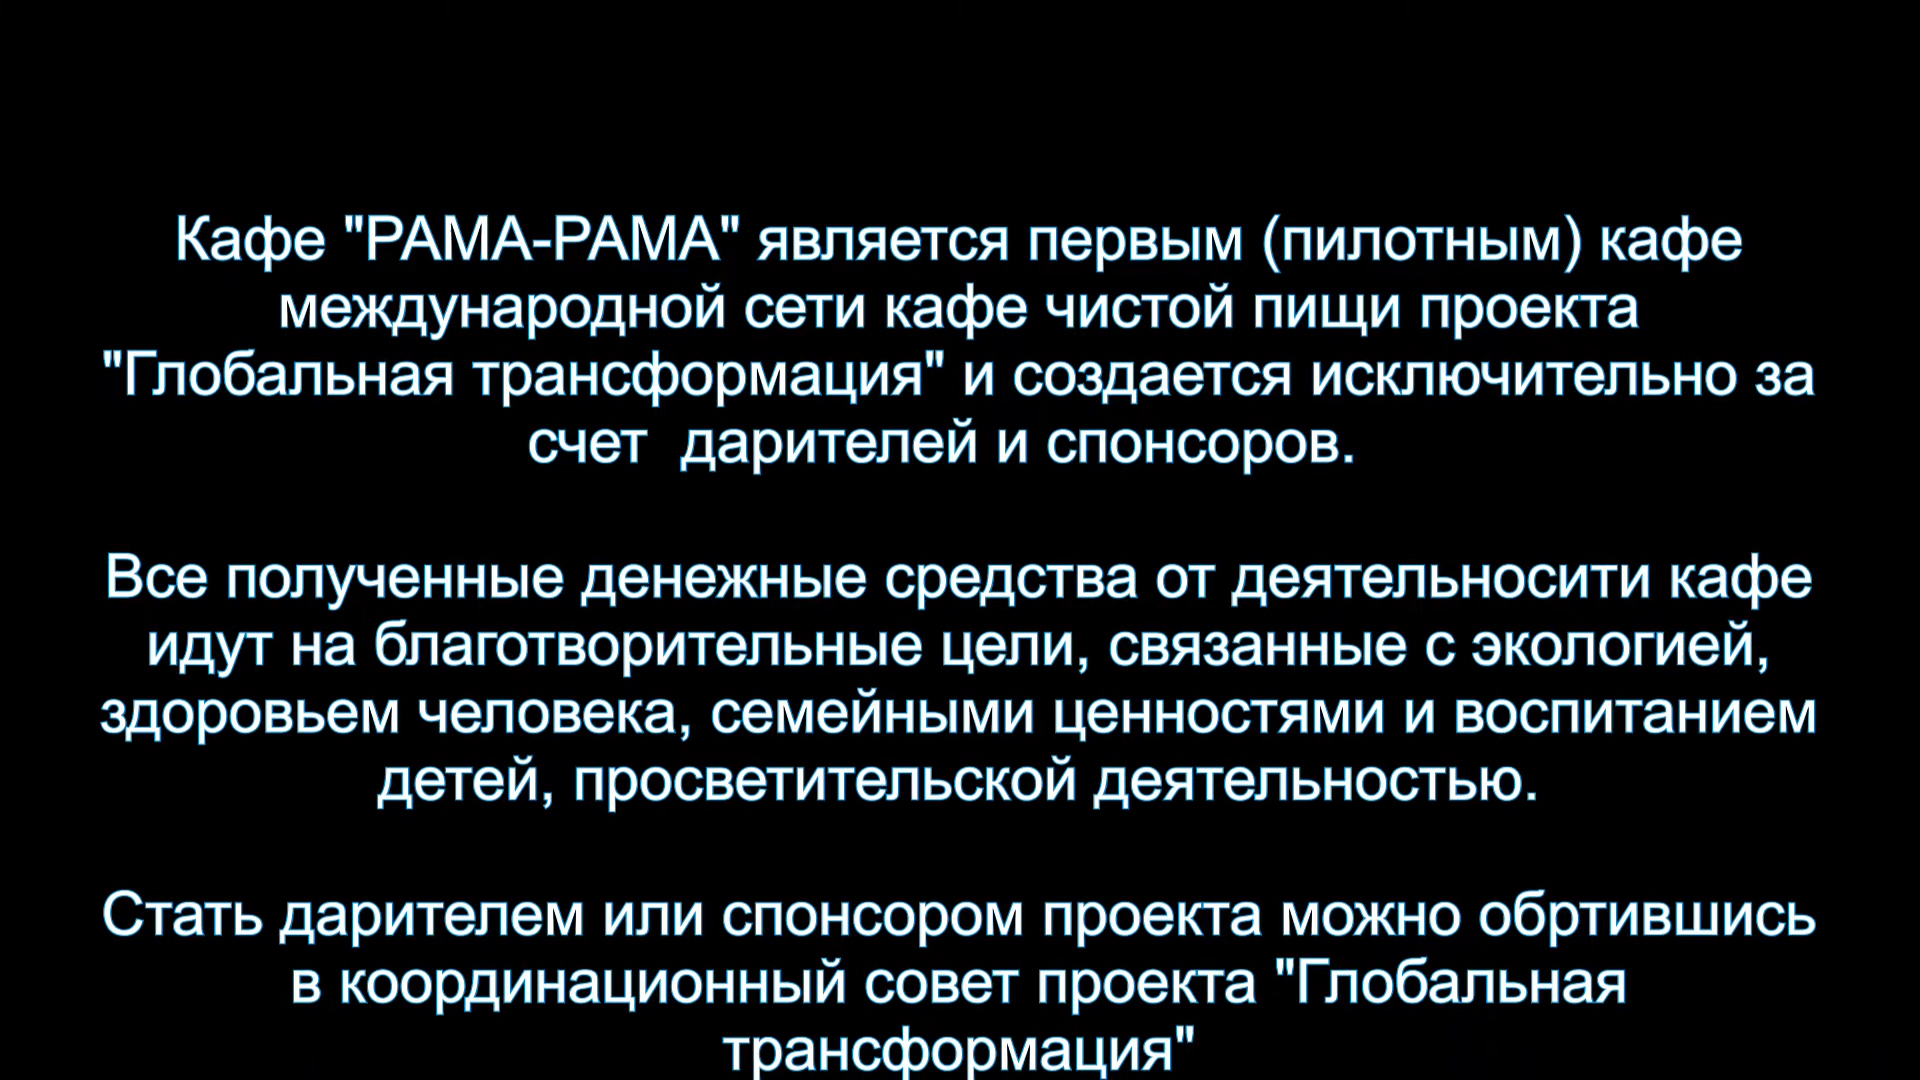 Кафе "РАМА-РАМА" является первым (пилотным) кафе
международной сети кафе чистой пищи проекта
"Глобальная трансформация" и создается исключительно за
счет  дарителей и спонсоров.
Все полученные денежные средства от деятельносити кафе
идут на благотворительные цели, связанные с экологией,
здоровьем человека, семейными ценностями и воспитанием
детей, просветительской деятельностью.
Стать дарителем или спонсором проекта можно обртившись
в координационный совет проекта "Глобальная
трансформация"